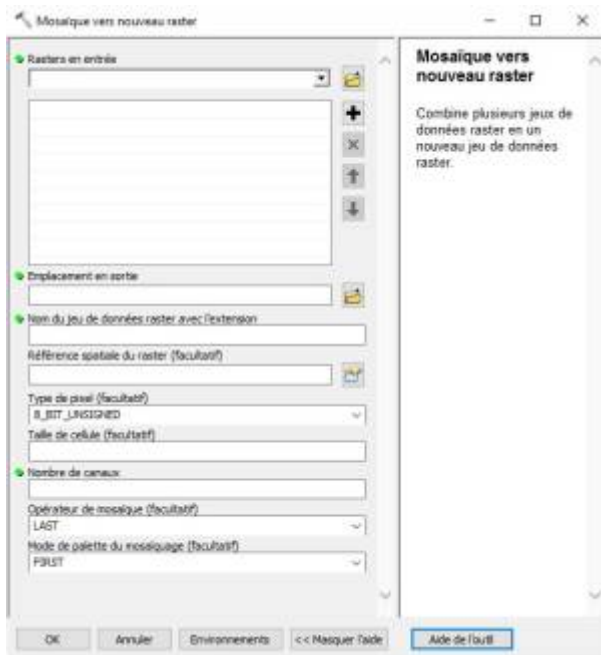 Mosaïque vers nouveau raster
Rasters en entrée
Emplacement en sortie
Nom du jeu de données raster avec l'extension
Référence spatiale du raster (facultatif)
Type de pixel (facultatif)
8_BIT_UNSIGNED
Taille de cellule (facultatif)
Nombre de canaux
Opérateur de mosaïque (facultatif)
LAST
Mode de palette du mosaïquage (facultatif)
FIRST
OK
Annuler
Environnements
<< Masquer l'aide
Mosaïque vers
nouveau raster
Combine plusieurs jeux de
données raster en un
nouveau jeu de données
raster.
Aide de l'outil